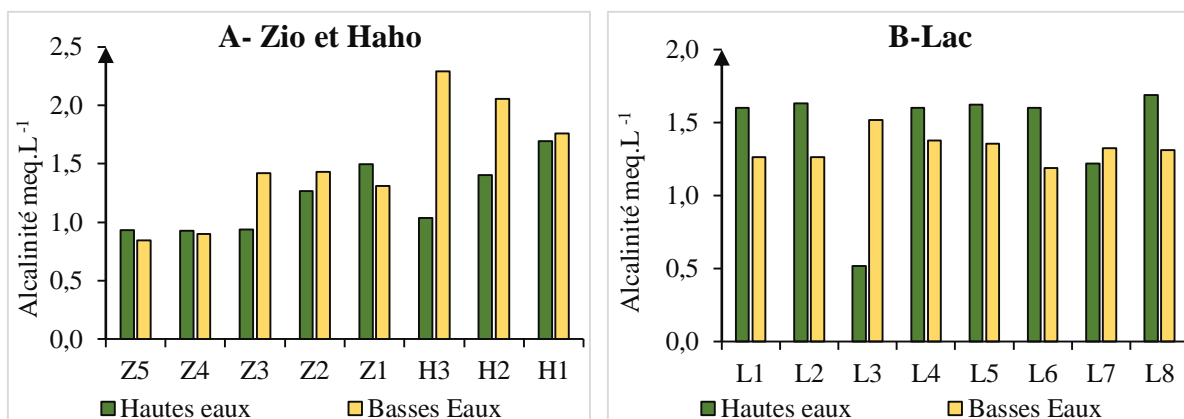 A- Zio et Haho
Alcalinité meq.L -1
2,5
2,0
1,5
1,0
0,5
0,0
Z5 Z4 Z3 Z2 Z1 H3 H2 H1
Hautes eaux Basses Eaux
B-Lac
Alcalinité meq.L -1
2,0
1,5
1,0
0,5
0,0
L1 L2 L3 L4 L5 L6 L7 L8
Hautes eaux Basses Eaux